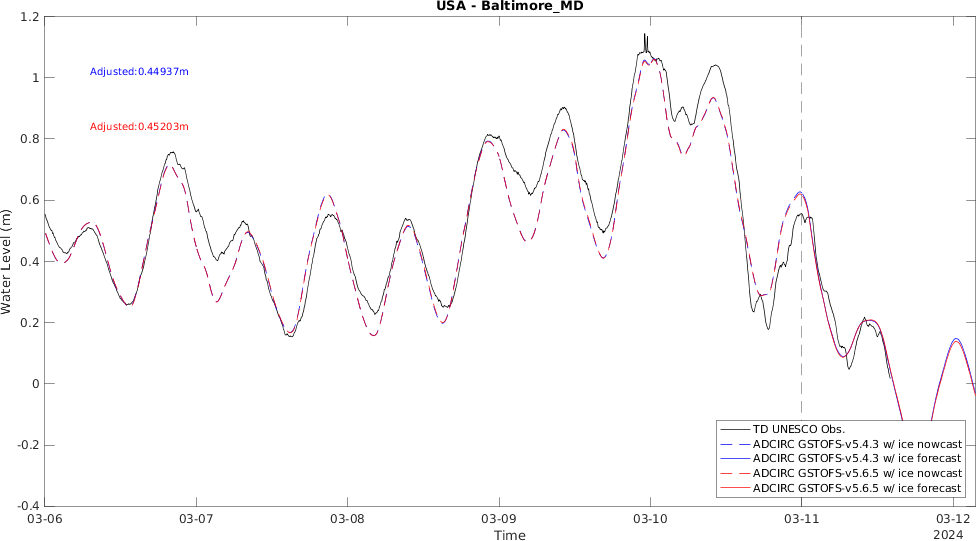 USA - Baltimore_MD
1.2
1
0.8
0.6
0.4
0.2
0
-0.2
-0.4
Water Level (m)
Adjusted:0.44937m
Adjusted:0.45203m
TD UNESCO Obs.
ADCIRC GSTOFS-v5.4.3 w/ ice nowcast
ADCIRC GSTOFS-v5.4.3 w/ ice forecast
ADCIRC GSTOFS-v5.6.5 w/ ice nowcast
ADCIRC GSTOFS-v5.6.5 w/ ice forecast
03-06 03-07 03-08 03-09 03-10 03-11 03-12
Time
2024